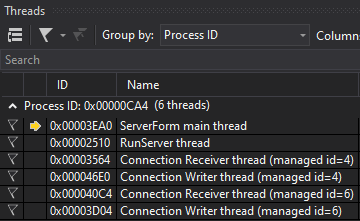 Threads
Group by: Process ID Column
Search
ID Name
Process ID: 0x00000CA4 (6 threads)
0x00003EA0 ServerForm main thread
0x00002510 RunServer thread
0x00003564 Connection Receiver thread (managed id=4)
0x000046E0 Connection Writer thread (managed id=4)
0x000040C4 Connection Receiver thread (managed id=6)
0x00003D04 Connection Writer thread (managed id=6)